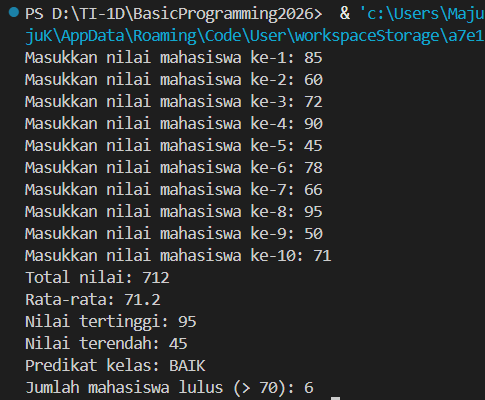 PS D:\TI-1D\BasicProgramming2026>  & 'c:\Users\Maju
juK\AppData\Roaming\Code\User\workspaceStorage\a7e1
Masukkan nilai mahasiswa ke-1: 85
Masukkan nilai mahasiswa ke-2: 60
Masukkan nilai mahasiswa ke-3: 72
Masukkan nilai mahasiswa ke-4: 90
Masukkan nilai mahasiswa ke-5: 45
Masukkan nilai mahasiswa ke-6: 78
Masukkan nilai mahasiswa ke-7: 66
Masukkan nilai mahasiswa ke-8: 95
Masukkan nilai mahasiswa ke-9: 50
Masukkan nilai mahasiswa ke-10: 71
Total nilai: 712
Rata-rata: 71.2
Nilai tertinggi: 95
Nilai terendah: 45
Predikat kelas: BAIK
Jumlah mahasiswa lulus (> 70): 6